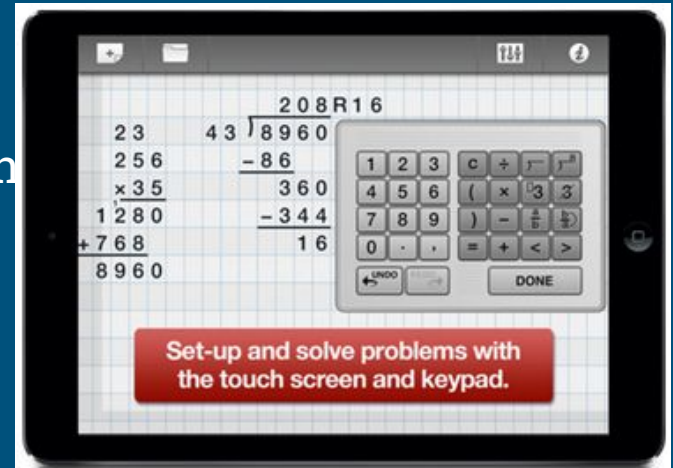 n
23
256
×35
1280
+768
8960
208R16
43)8960
-86
360
-344
16
1 2 3 C ÷
4 5 6 ( ×
7 8 9 ) -
0 . , = + < >
UNDO
DONE
Set-up and solve problems with
the touch screen and keypad.